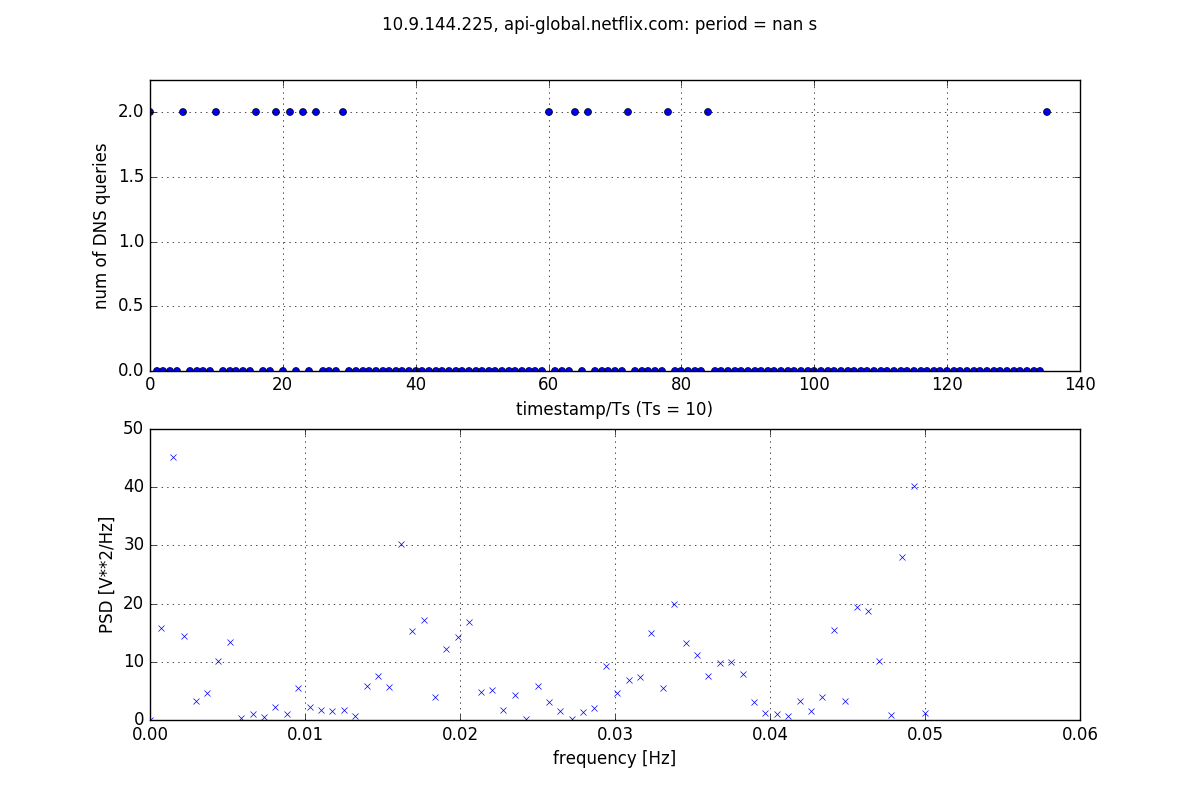 10.9.144.225, api-global.netflix.com: period = nan s
num of DNS queries
2.0
1.5
1.0
0.5
0.0
0 20 40 60 80 100 120 140
timestamp/Ts (Ts = 10)
PSD [V**2/Hz]
50
40
30
20
10
0
0.00 0.01 0.02 0.03 0.04 0.05 0.06
frequency [Hz]